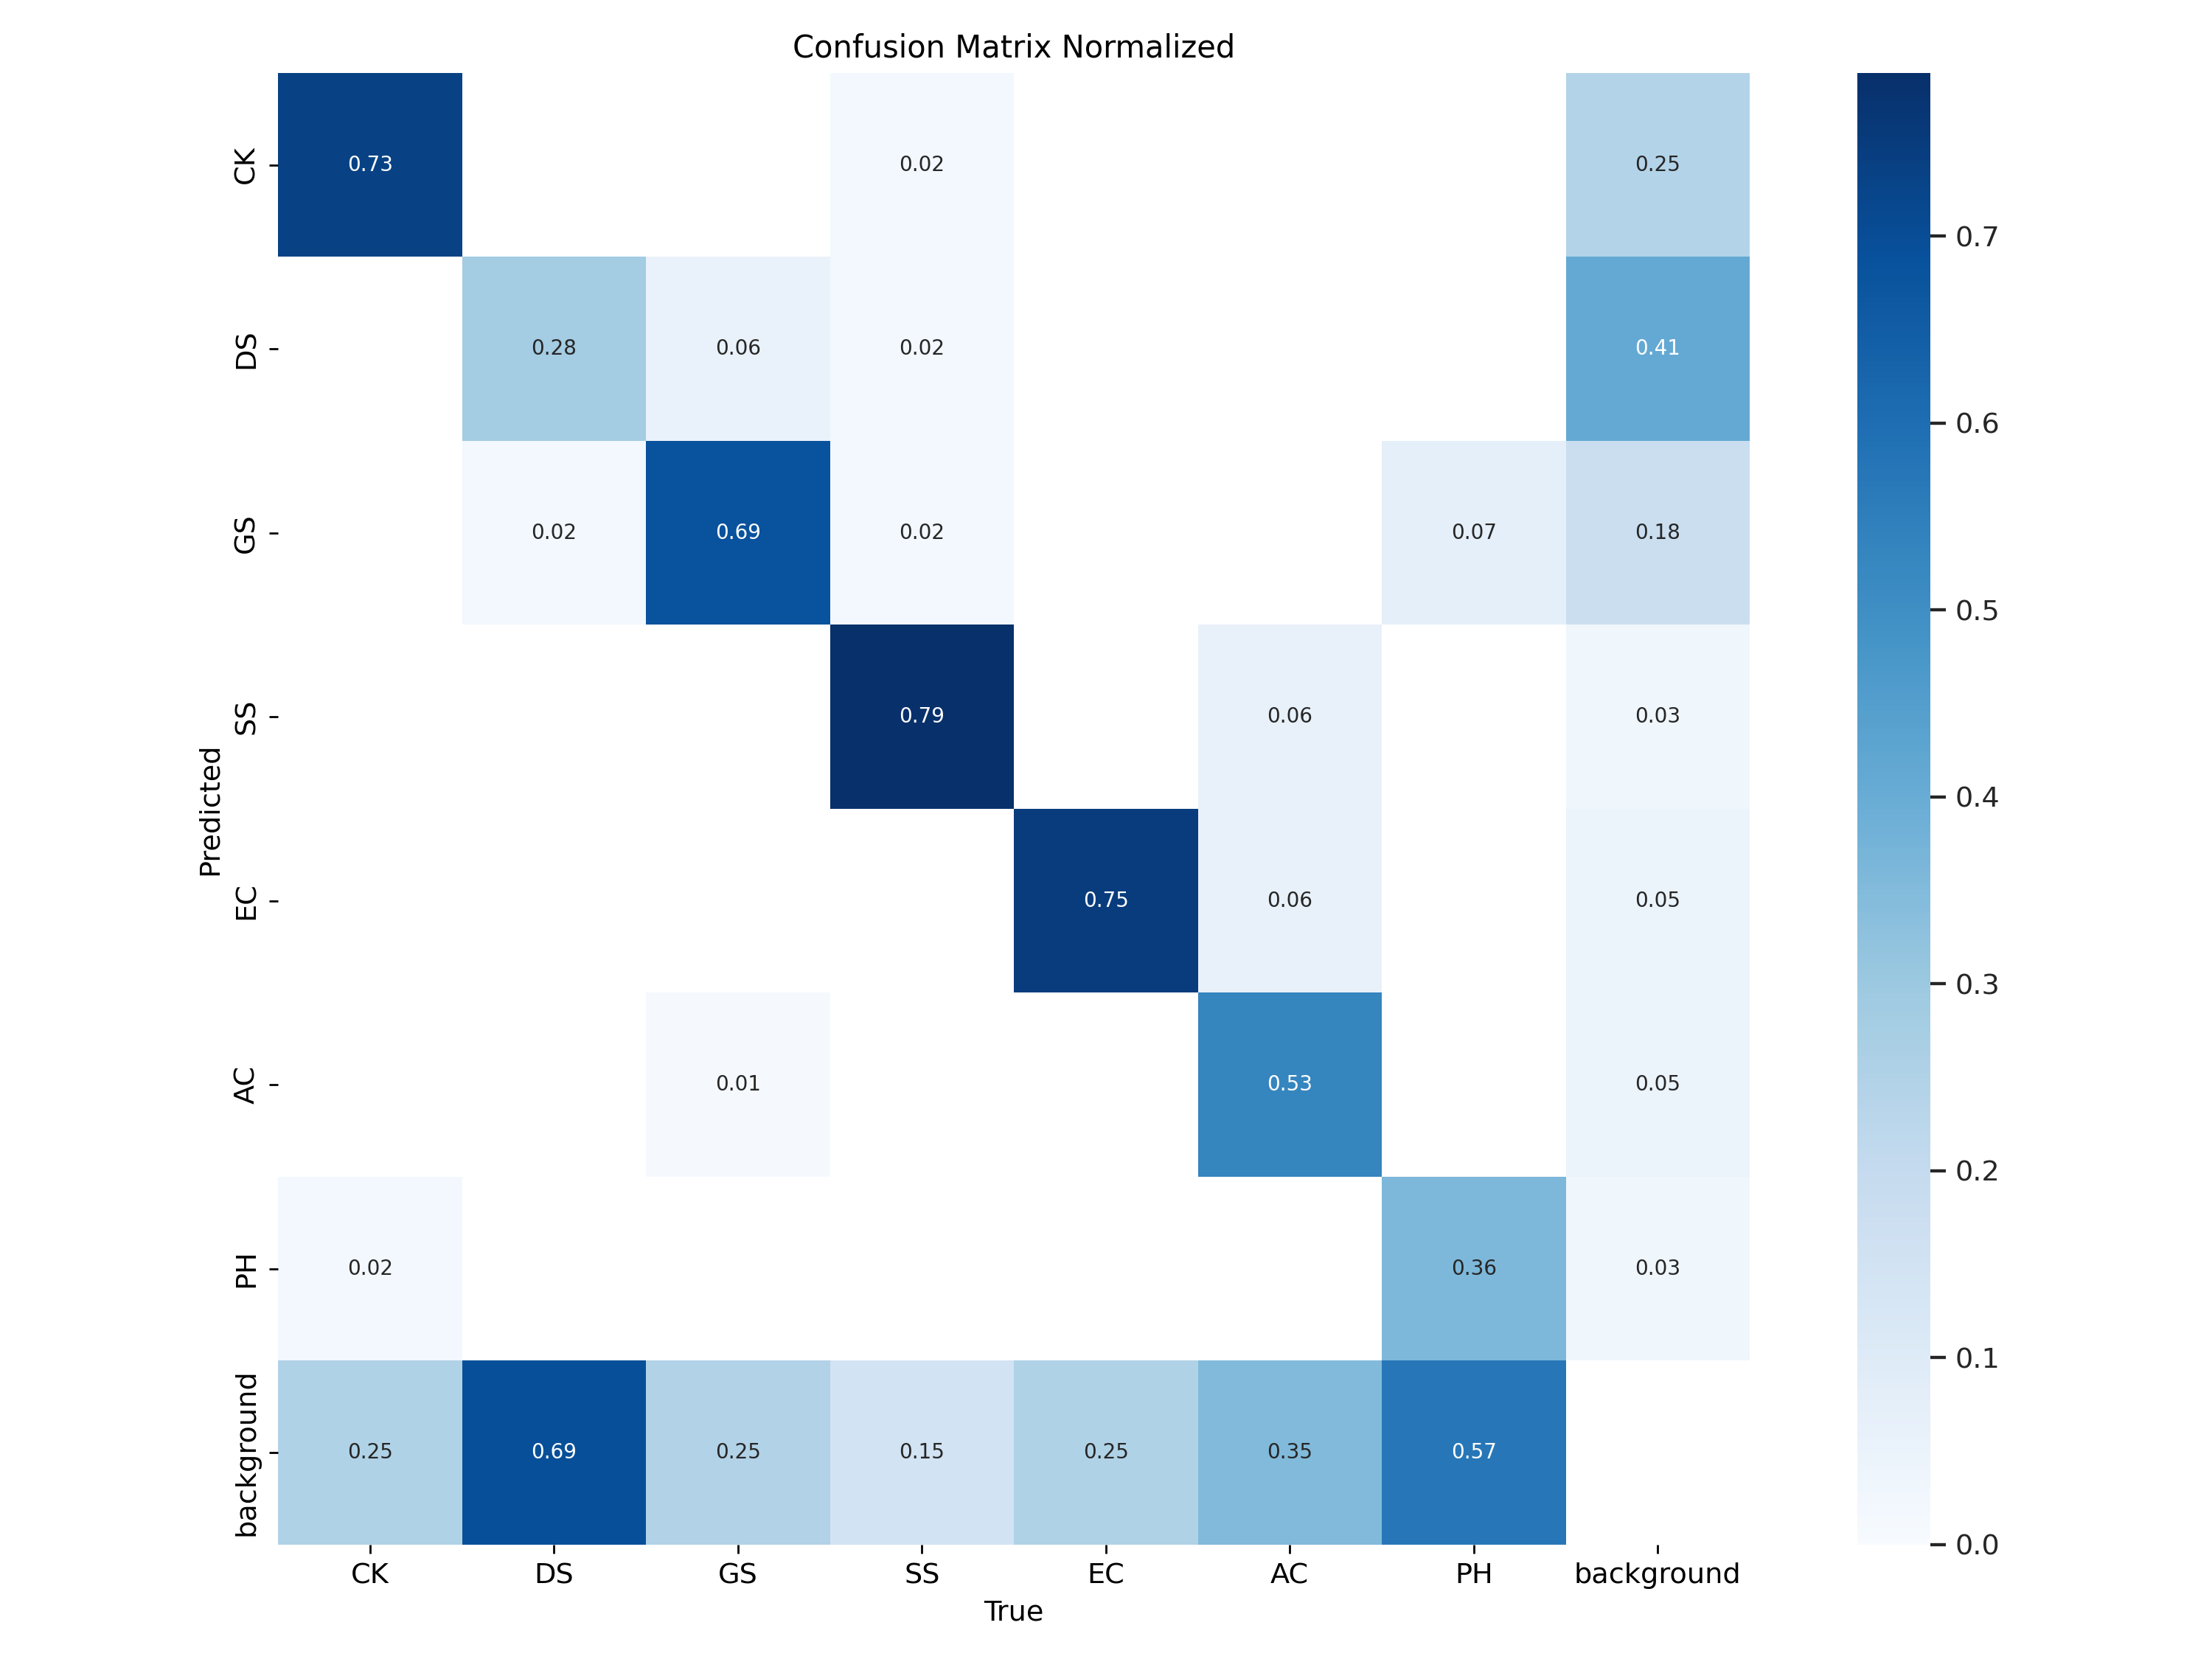 Confusion Matrix Normalized
CK 0.73 0.02 0.25
DS 0.28 0.06 0.02 0.41
GS 0.02 0.69 0.02 0.07 0.18
SS 0.79 0.06 0.03
EC 0.75 0.06 0.05
AC 0.01 0.53 0.05
PH 0.02 0.36 0.03
background 0.25 0.69 0.25 0.15 0.25 0.35 0.57
CK DS GS SS EC AC PH background
True
Predicted
0.7
0.6
0.5
0.4
0.3
0.2
0.1
0.0